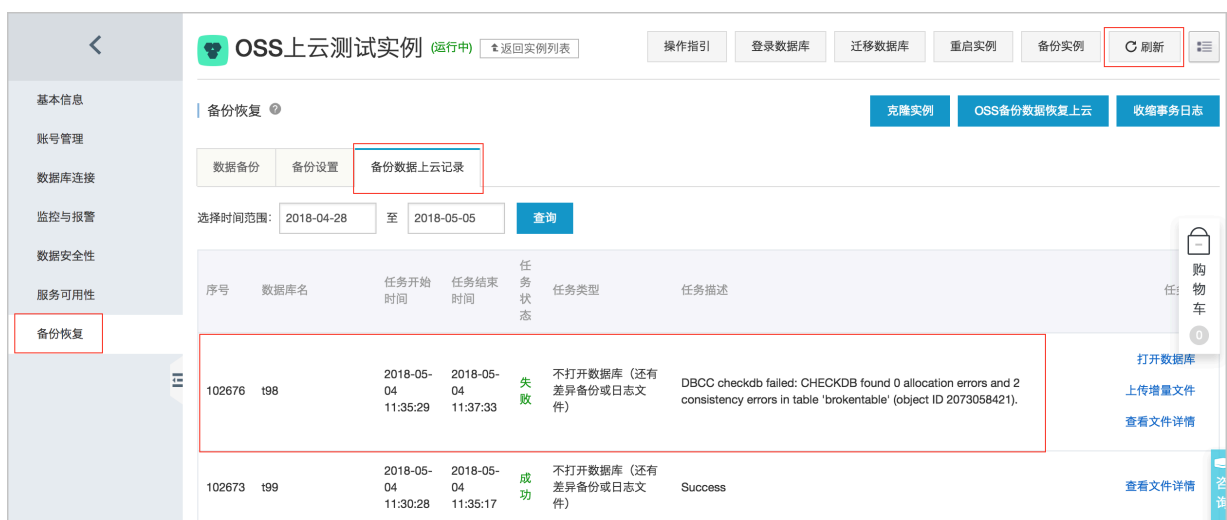 OSS上云测试实例 (运行中) 返回实例列表 操作指引 登录数据库 迁移数据库 重启实例 备份实例 刷新
基本信息
账号管理
数据库连接
监控与报警
数据安全性
服务可用性
备份恢复
备份恢复 克隆实例 OSS备份数据恢复上云 收缩事务日志
数据备份 备份设置 备份数据上云记录
选择时间范围: 2018-04-28 至 2018-05-05 查询
序号 数据库名 任务开始
时间
任务结束
时间
任
务
状
态
任务类型 任务描述 任
102676 t98
2018-05-
04
11:35:29
2018-05-
04
11:37:33
失
败
不打开数据库（还有
差异备份或日志文
件）
DBCC checkdb failed: CHECKDB found 0 allocation errors and 2
consistency errors in table 'brokentable' (object ID 2073058421).
打开数据库
上传增量文件
查看文件详情
102673 t99
2018-05-
04
11:30:28
2018-05-
04
11:35:17
成
功
不打开数据库（还有
差异备份或日志文
件）
Success
查看文件详情
购
物
车
0
咨
询